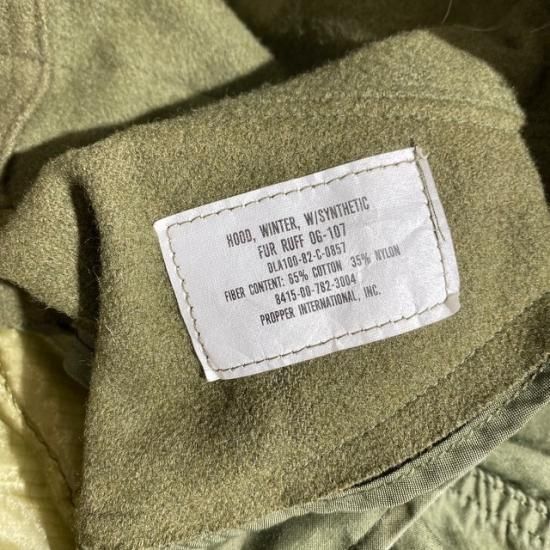 HOOD, WINTER, W/SYNTHETIC
FUR RUFF OG-107
DLA100-82-C-0857
FIBER CONTENT: 65% COTTON 35% NYLON
8415-00-782-3004
PROPPER INTERNATIONAL, INC.